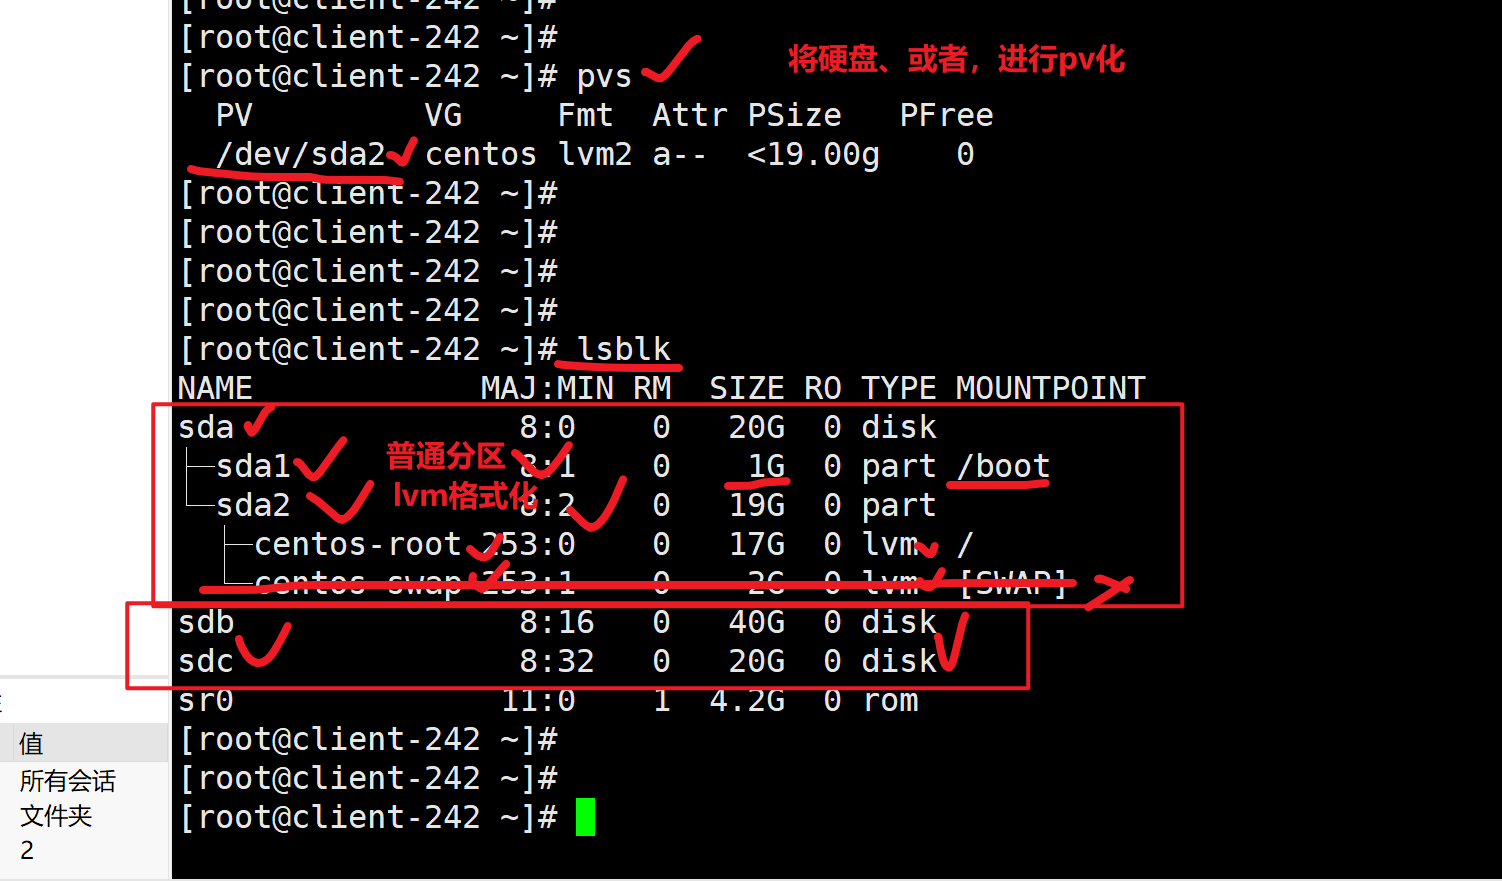 [root@client-242 ~]#
[root@client-242 ~]#
[root@client-242 ~]# pvs
将硬盘、或者，进行pv化
PV VG Fmt Attr PSize PFree
/dev/sda2 centos lvm2 a-- <19.00g 0
[root@client-242 ~]#
[root@client-242 ~]#
[root@client-242 ~]#
[root@client-242 ~]#
[root@client-242 ~]# lsblk
NAME MAJ:MIN RM SIZE RO TYPE MOUNTPOINT
sda 8:0 0 20G 0 disk
├─sda1 普通分区 8:1 0 1G 0 part /boot
└─sda2 lvm格式化 8:2 0 19G 0 part
├─centos-root 253:0 0 17G 0 lvm /
└─centos-swap 253:1 0 2G 0 lvm [SWAP]
sdb 8:16 0 40G 0 disk
sdc 8:32 0 20G 0 disk
sr0 11:0 1 4.2G 0 rom
[root@client-242 ~]#
[root@client-242 ~]#
[root@client-242 ~]#
值
所有会话
文件夹
2